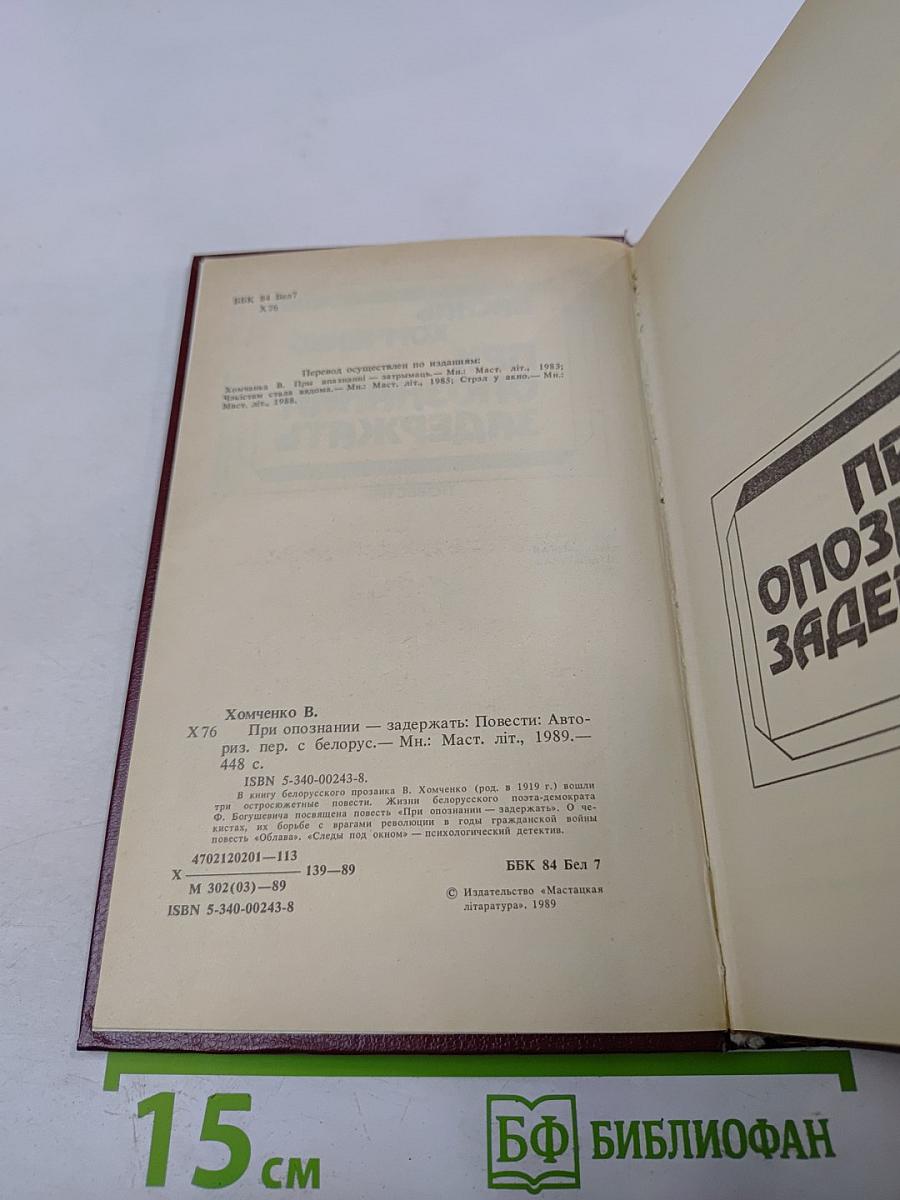 ББК 84 Бел7
Х76
Перевод осуществлен по изданиям:
Хомчанка В. Пры апазнанні — затрымаць.— Мн.: Маст. літ., 1983;
Чэкістам стала вядома.— Мн.: Маст. літ., 1985; Стрэл у акно.— Мн.:
Маст. літ., 1988.
Хомченко В.
Х76 При опознании — задержать: Повести: Авто-
риз. пер. с белорус.— Мн.: Маст. літ., 1989.—
448 с.
ISBN 5-340-00243-8.
В книгу белорусского прозаика В. Хомченко (род. в 1919 г.) вошли
три остросюжетные повести. Жизни белорусского поэта-демократа
Ф. Богушевича посвящена повесть «При опознании — задержать». О че-
кистах, их борьбе с врагами революции в годы гражданской войны
повесть «Облава». «Следы под окном» — психологический детектив.
4702120201—113
Х 139—89
М 302(03)—89
ISBN 5-340-00243-8
ББК 84 Бел 7
© Издательство «Мастацкая
літаратура». 1989
ПР
ОПОЗН
ЗАДЕР
15 см
БФ БИБЛИОФАН